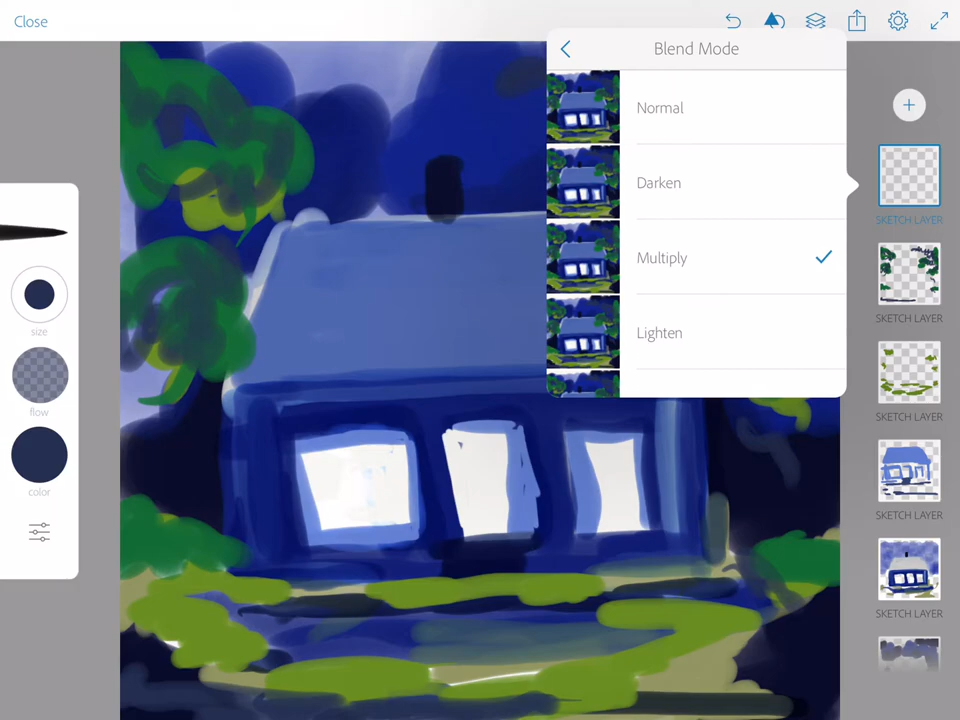 Close
Blend Mode
Normal
Darken
Multiply
Lighten
size
flow
color
SKETCH LAYER
SKETCH LAYER
SKETCH LAYER
SKETCH LAYER
SKETCH LAYER